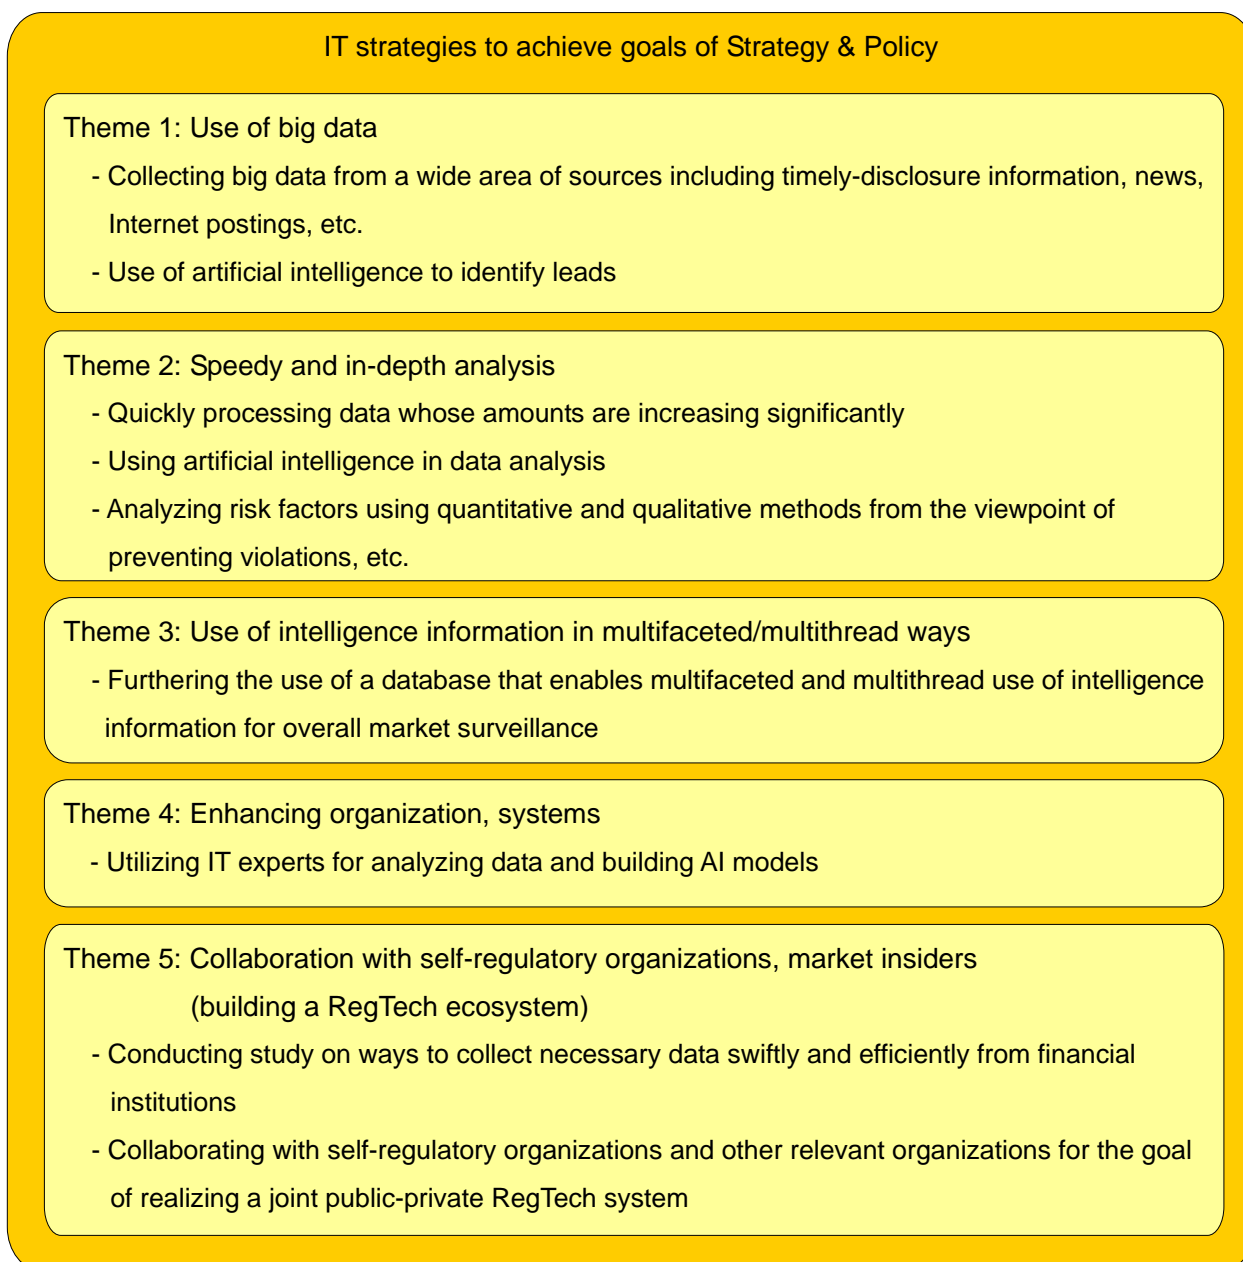 IT strategies to achieve goals of Strategy & Policy
Theme 1: Use of big data
- Collecting big data from a wide area of sources including timely-disclosure information, news,
Internet postings, etc.
- Use of artificial intelligence to identify leads
Theme 2: Speedy and in-depth analysis
- Quickly processing data whose amounts are increasing significantly
- Using artificial intelligence in data analysis
- Analyzing risk factors using quantitative and qualitative methods from the viewpoint of
preventing violations, etc.
Theme 3: Use of intelligence information in multifaceted/multithread ways
- Furthering the use of a database that enables multifaceted and multithread use of intelligence
information for overall market surveillance
Theme 4: Enhancing organization, systems
- Utilizing IT experts for analyzing data and building AI models
Theme 5: Collaboration with self-regulatory organizations, market insiders
(building a RegTech ecosystem)
- Conducting study on ways to collect necessary data swiftly and efficiently from financial
institutions
- Collaborating with self-regulatory organizations and other relevant organizations for the goal
of realizing a joint public-private RegTech system